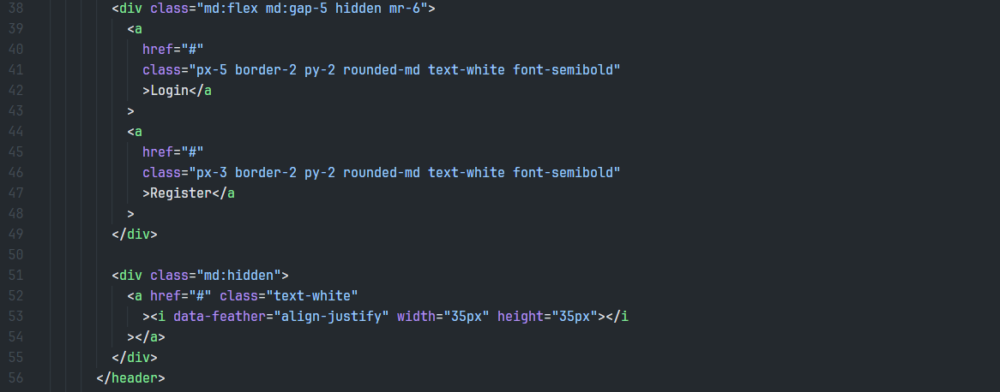 38 <div class="md:flex md:gap-5 hidden mr-6">
39 <a
40 href="#"
41 class="px-5 border-2 py-2 rounded-md text-white font-semibold"
42 >Login</a
43 >
44 <a
45 href="#"
46 class="px-3 border-2 py-2 rounded-md text-white font-semibold"
47 >Register</a
48 >
49 </div>
50
51 <div class="md:hidden">
52 <a href="#" class="text-white"
53 ><i data-feather="align-justify" width="35px" height="35px"></i
54 ></a>
55 </div>
56 </header>